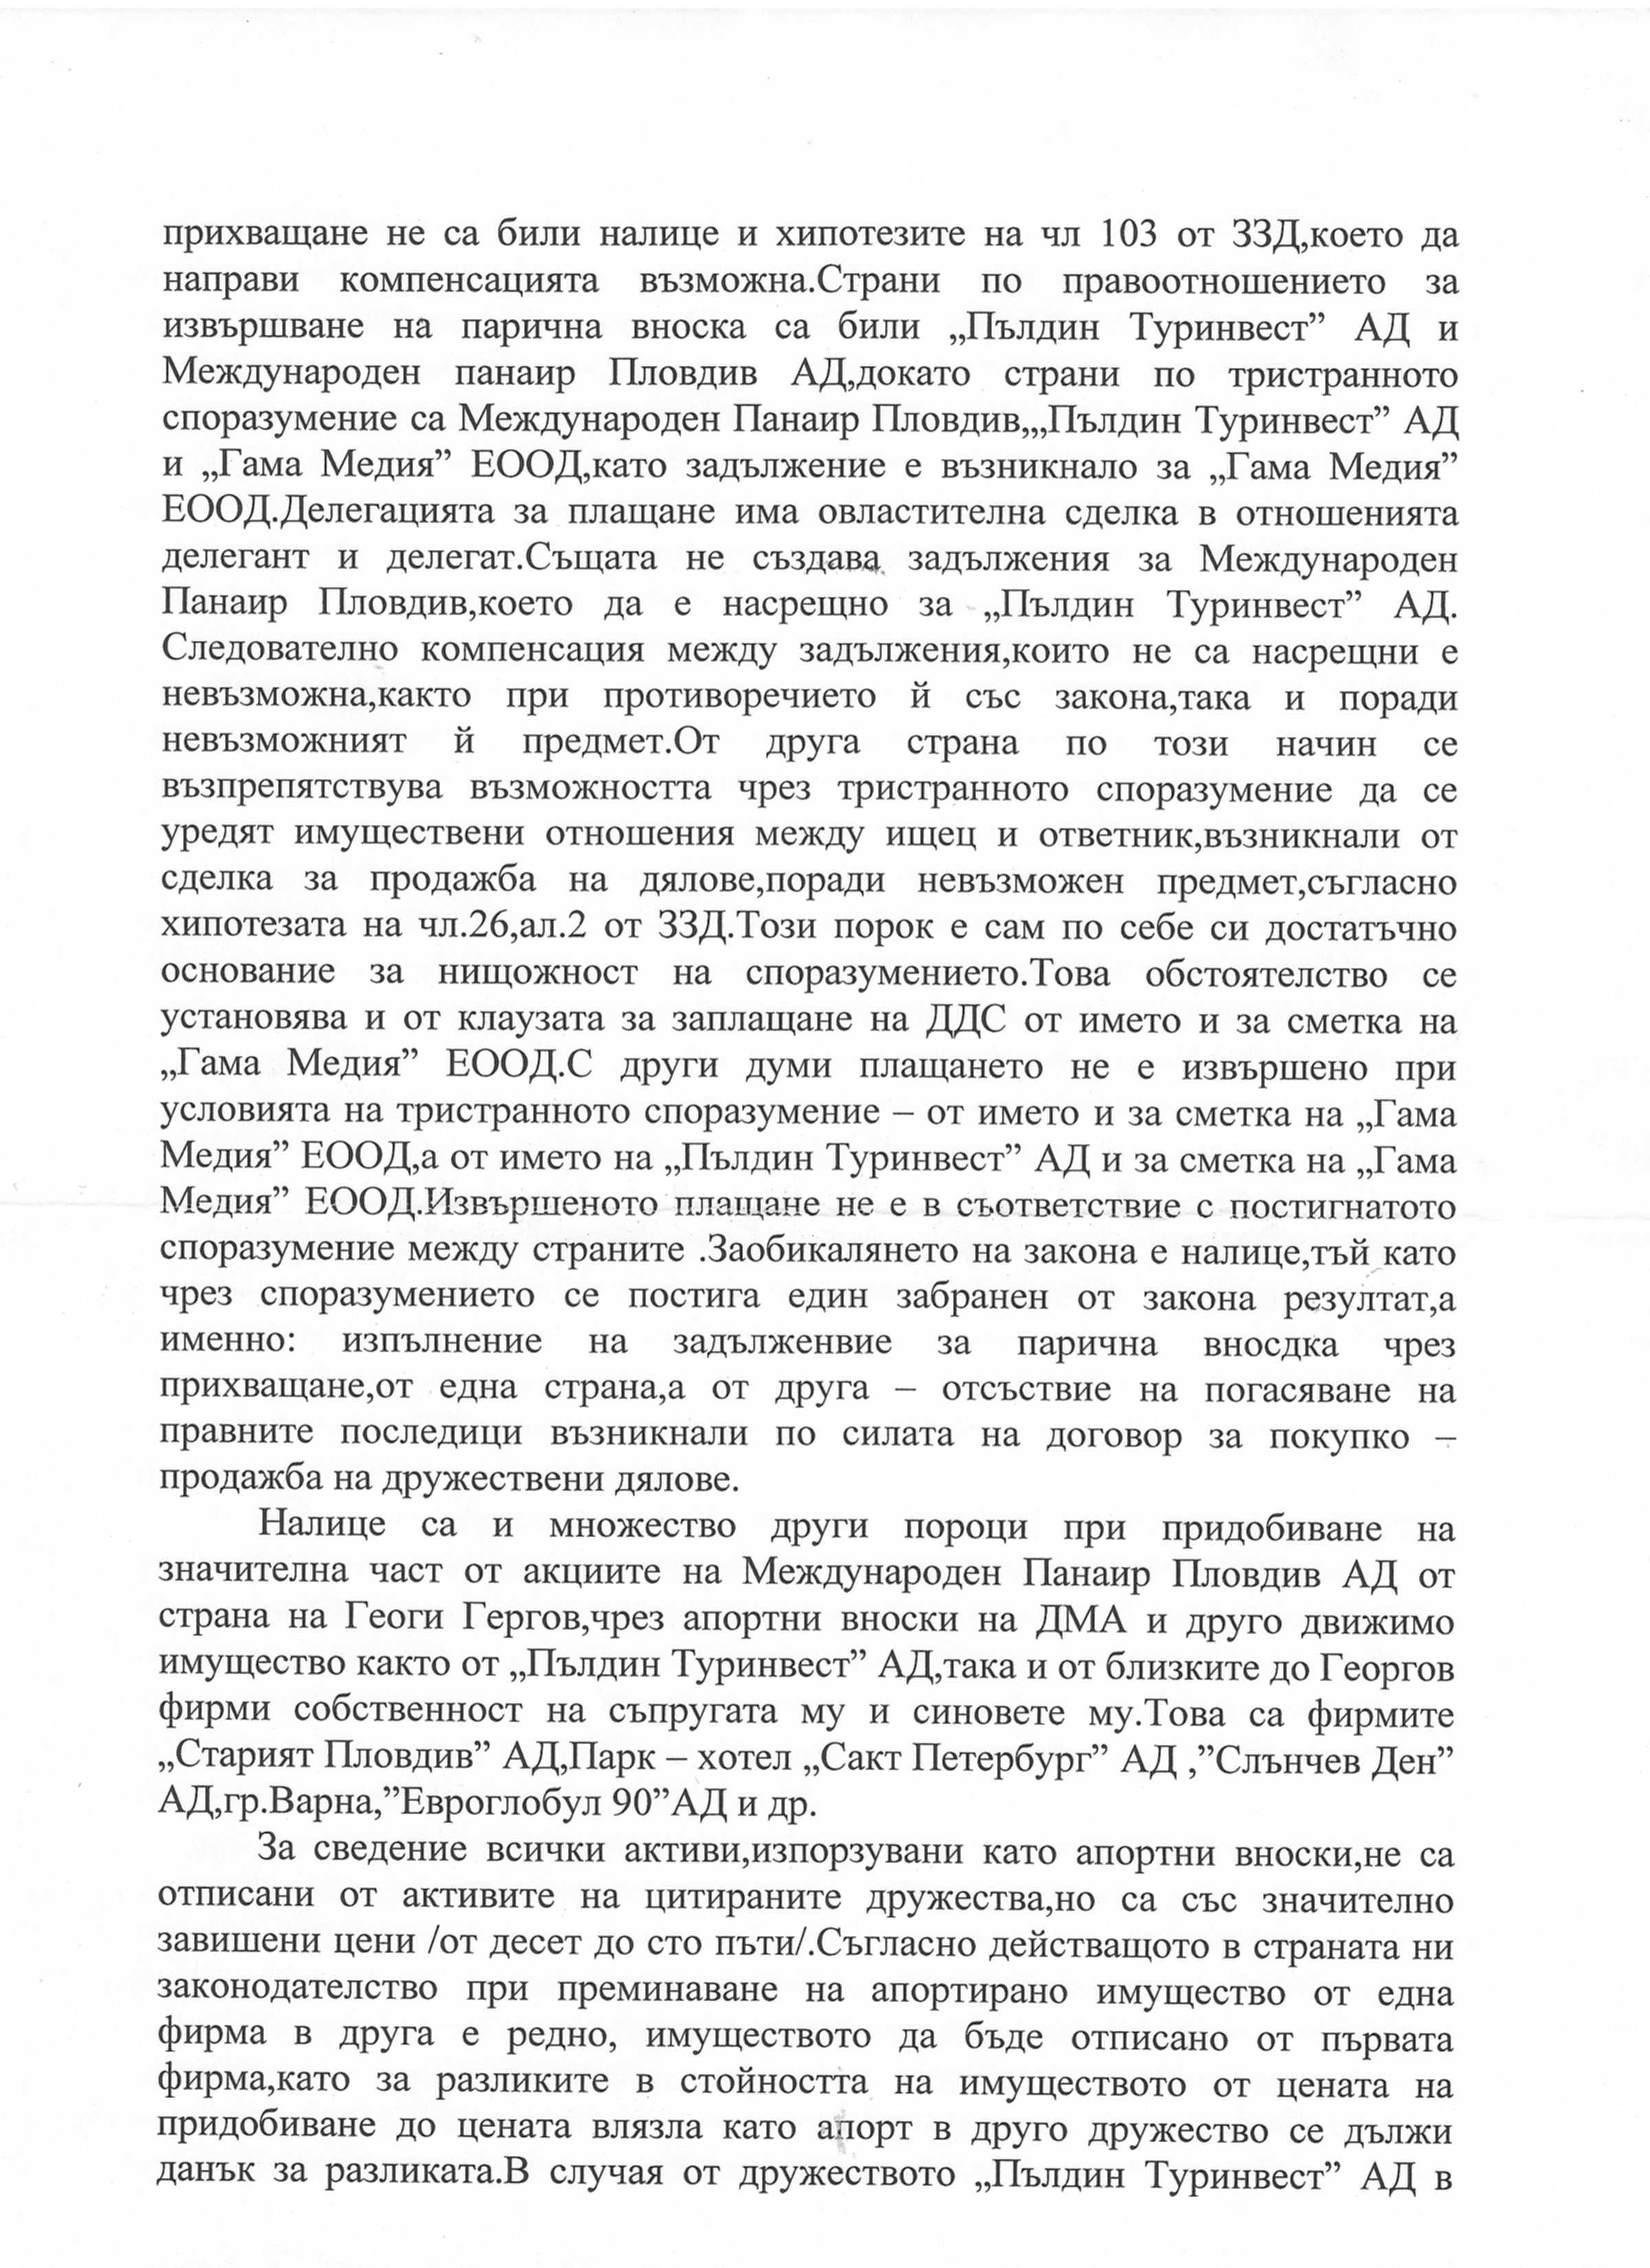 прихващане не са били налице и хипотезите на чл 103 от ЗЗД,което да
направи компенсацията възможна.Страни по правоотношението за
извършване на парична вноска са били „Пълдин Туринвест” АД и
Международен панаир Пловдив АД,докато страни по тристранното
споразумение са Международен Панаир Пловдив,„,Пълдин Туринвест” АД
и „Гама Медия” ЕООД,като задължение е възникнало за „Гама Медия”
ЕООД.Делегацията за плащане има овластителна сделка в отношенията
делегант и делегат.Същата не създава задължения за Международен
Панаир Пловдив,което да е насрещно за „Пълдин Туринвест” АД.
Следователно компенсация между задължения,които не са насрещни е
невъзможна,както при противоречието й със закона,така и поради
невъзможният й предмет.От друга страна по този начин се
възпрепятствува възможността чрез тристранното споразумение да се
уредят имуществени отношения между ищец и ответник,възникнали от
сделка за продажба на дялове,поради невъзможен предмет,съгласно
хипотезата на чл.26,ал.2 от ЗЗД.Този порок е сам по себе си достатъчно
основание за нищожност на споразумението.Това обстоятелство се
установява и от клаузата за заплащане на ДДС от името и за сметка на
„Гама Медия” ЕООД.С други думи плащането не е извършено при
условията на тристранното споразумение – от името и за сметка на „Гама
Медия” ЕООД,а от името на „Пълдин Туринвест” АД и за сметка на „Гама
Медия” ЕООД.Извършеното плащане не е в съответствие с постигнатото
споразумение между страните .Заобикалянето на закона е налице,тъй като
чрез споразумението се постига един забранен от закона резултат,а
именно: изпълнение на задълженвие за парична вносдка чрез
прихващане,от една страна,а от друга – отсъствие на погасяване на
правните последици възникнали по силата на договор за покупко –
продажба на дружествени дялове.
Налице са и множество други пороци при придобиване на
значителна част от акциите на Международен Панаир Пловдив АД от
страна на Геоги Гергов,чрез апортни вноски на ДМА и друго движимо
имущество както от „Пълдин Туринвест” АД,така и от близките до Георгов
фирми собственност на съпругата му и синовете му.Това са фирмите
„Старият Пловдив” АД,Парк – хотел „Сакт Петербург” АД ,”Слънчев Ден”
АД,гр.Варна,”Евроглобул 90”АД и др.
За сведение всички активи,изпорзувани като апортни вноски,не са
отписани от активите на цитираните дружества,но са със значително
завишени цени /от десет до сто пъти/.Съгласно действащото в страната ни
законодателство при преминаване на апортирано имущество от една
фирма в друга е редно, имуществото да бъде отписано от първата
фирма,като за разликите в стойността на имуществото от цената на
придобиване до цената влязла като апорт в друго дружество се дължи
данък за разликата.В случая от дружеството „Пълдин Туринвест” АД в